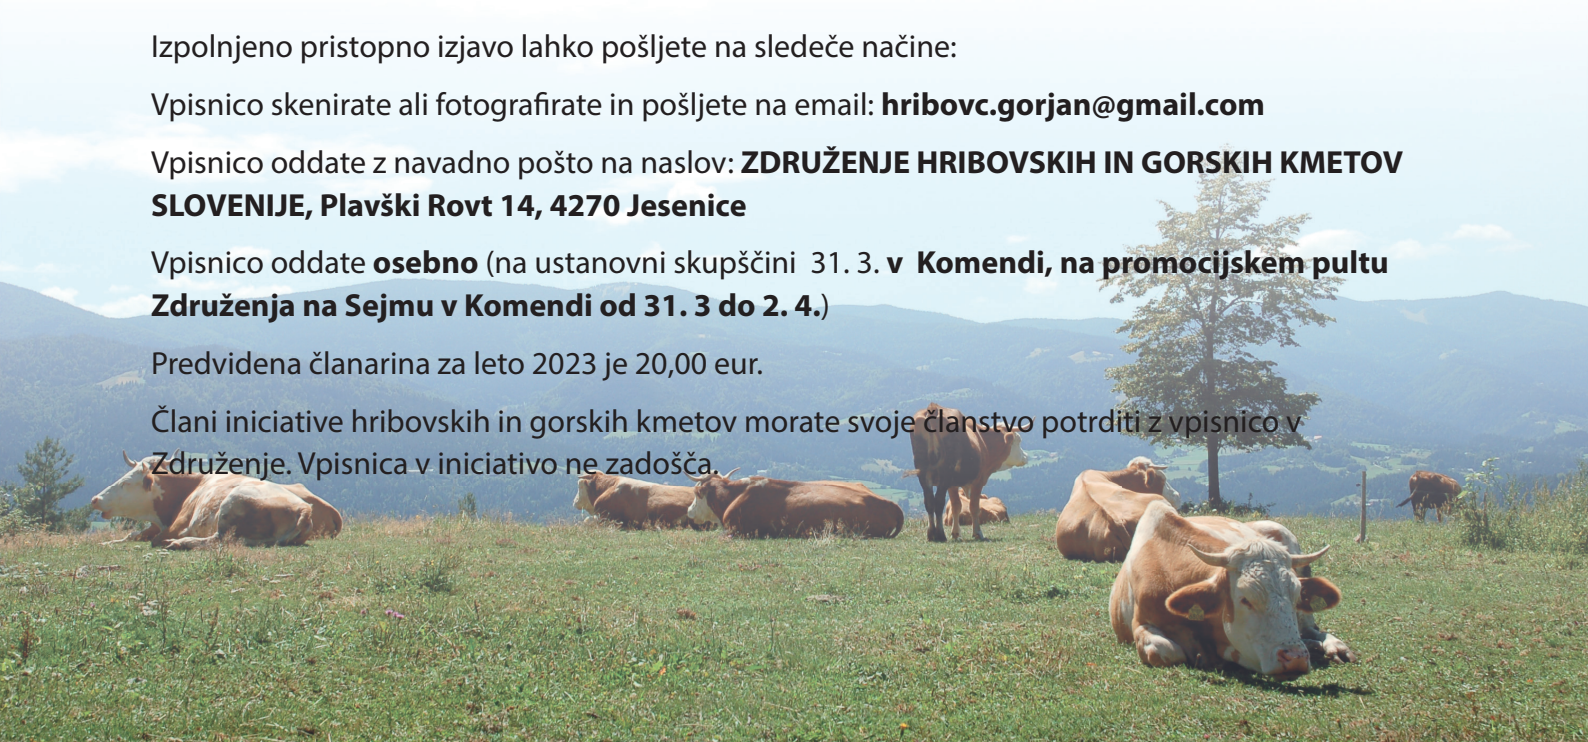 Izpolnjeno pristopno izjavo lahko pošljete na sledeče načine:
Vpisnico skenirate ali fotografirate in pošljete na email: hribovc.gorjan@gmail.com
Vpisnico oddate z navadno pošto na naslov: ZDRUŽENJE HRIBOVSKIH IN GORSKIH KMETOV
SLOVENIJE, Plavški Rovt 14, 4270 Jesenice
Vpisnico oddate osebno (na ustanovni skupščini 31. 3. v Komendi, na promocijskem pultu
Združenja na Sejmu v Komendi od 31. 3 do 2. 4.)
Predvidena članarina za leto 2023 je 20,00 eur.
Člani iniciative hribovskih in gorskih kmetov morate svoje članstvo potrditi z vpisnico v
Združenje. Vpisnica v iniciativo ne zadošča.